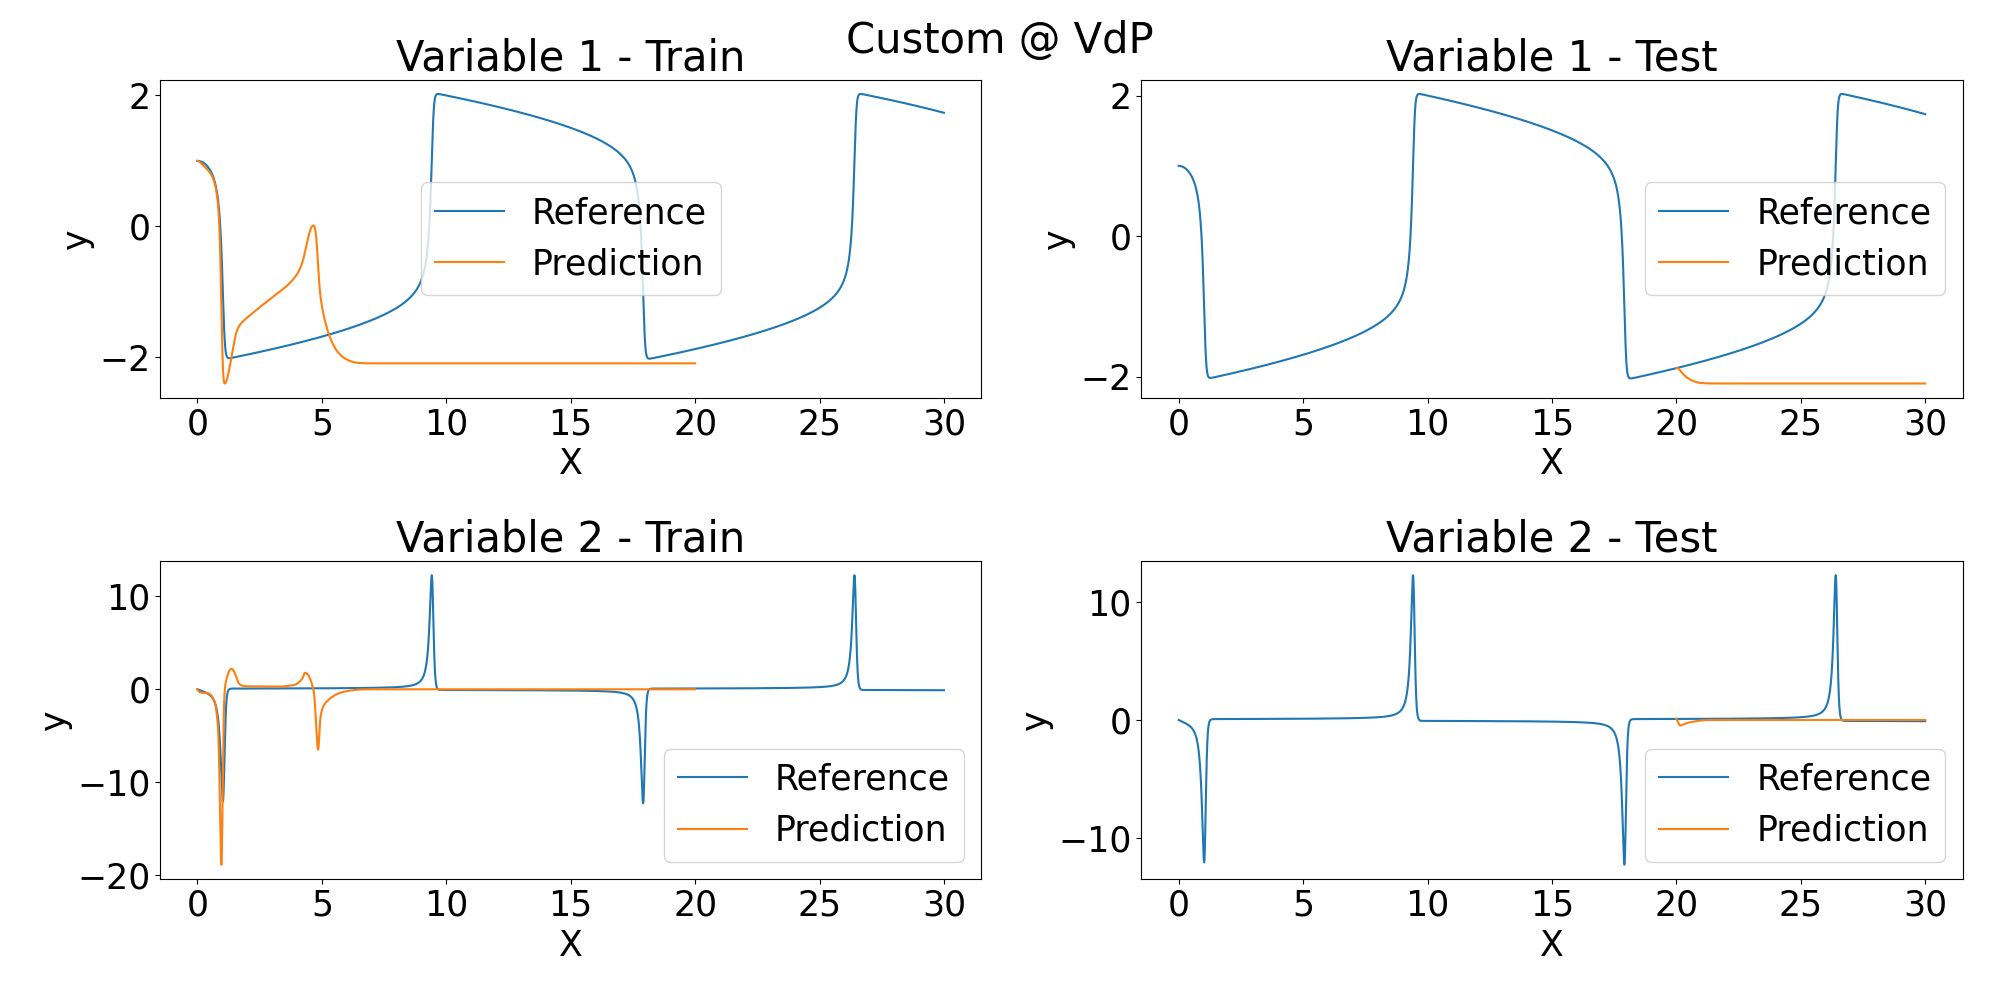 Custom @ VdP
Variable 1 - Train
2
0
−2
y
Reference
Prediction
0 5 10 15 20 25 30
X
Variable 1 - Test
2
0
−2
y
Reference
Prediction
0 5 10 15 20 25 30
X
Variable 2 - Train
10
0
−10
−20
y
Reference
Prediction
0 5 10 15 20 25 30
X
Variable 2 - Test
10
0
−10
y
Reference
Prediction
0 5 10 15 20 25 30
X